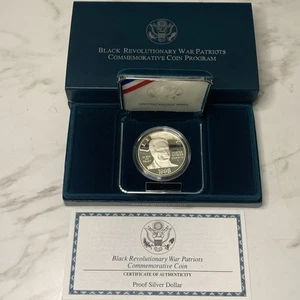 BLACK REVOLUTIONARY WAR PATRIOTS
COMMEMORATIVE COIN PROGRAM
1998
Black Revolutionary War Patriots
Commemorative Coin
CERTIFICATE OF AUTHENTICITY
Proof Silver Dollar